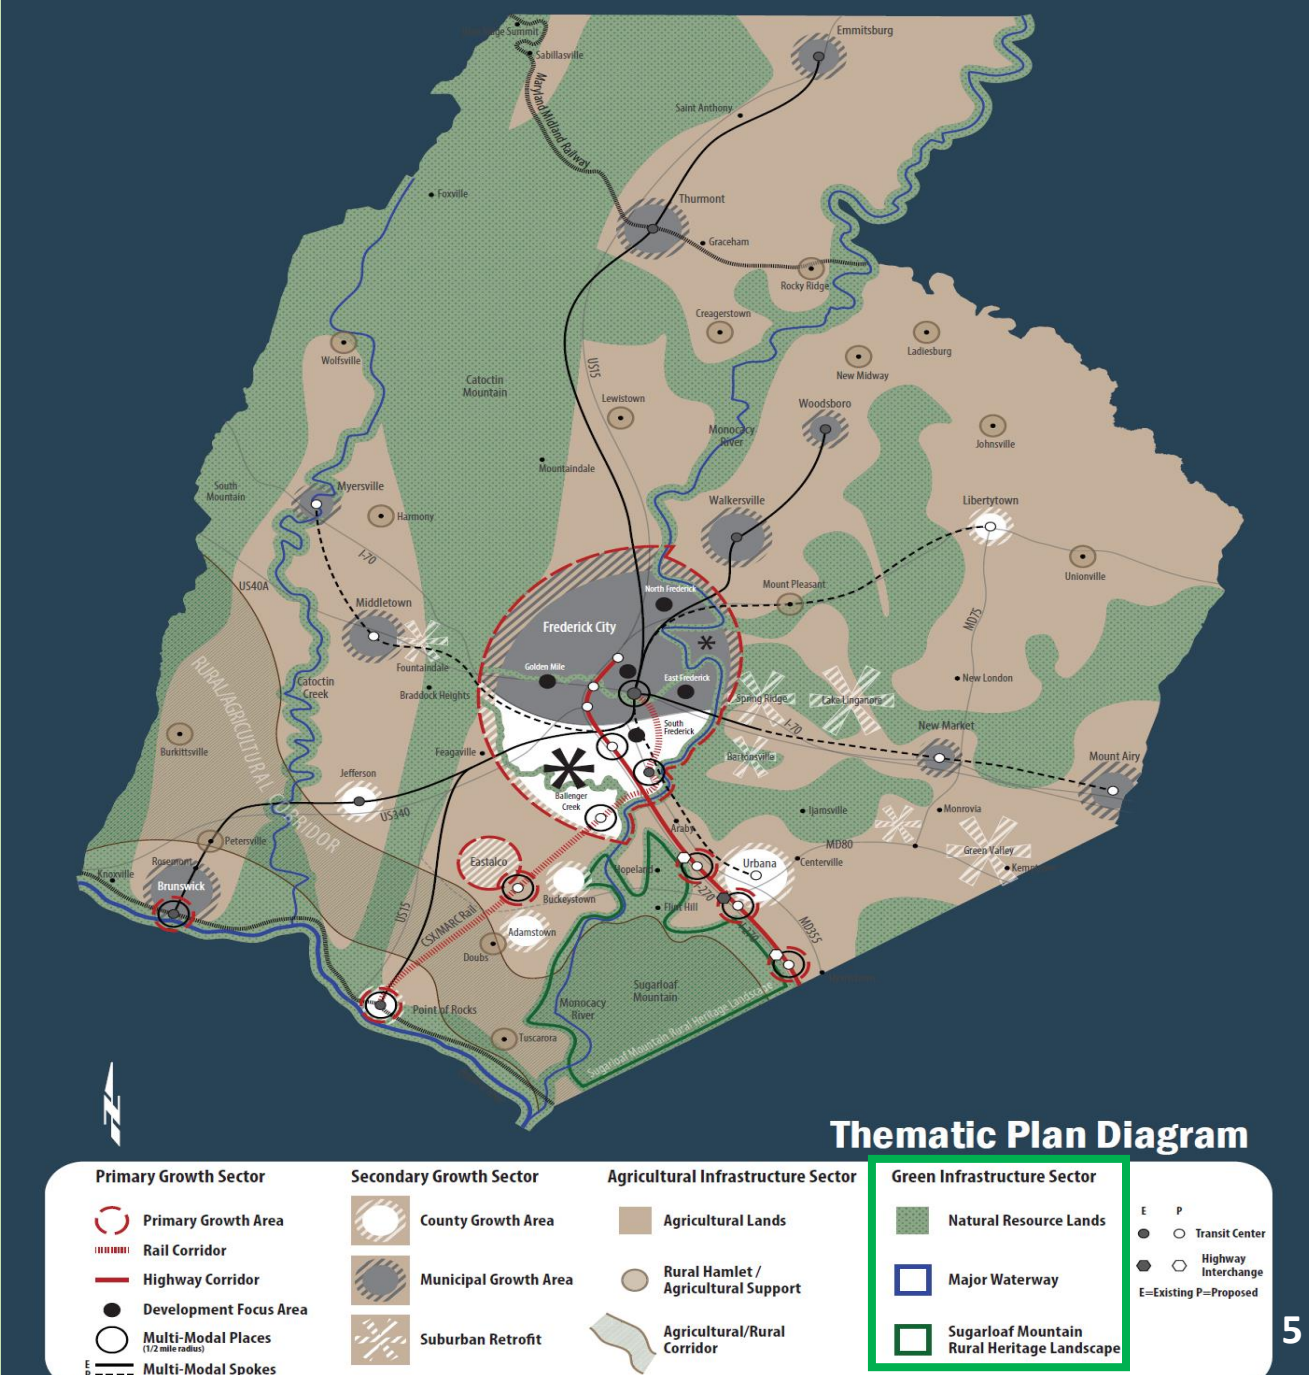 Summit
Sabillasville
Emmitsburg
Maryland Midland Railway
Saint Anthony
Foxville
Thurmont
Graceham
Rocky Ridge
Creagerstown
Ladiesburg
Wolfsville
New Midway
US15
Catoctin
Mountain
Lewistown
Woodsboro
Monocacy
River
Johnsville
Mountaindale
South
Mountain
Myersville
Walkersville
Libertytown
Harmony
I-70
US40A
Mount Pleasant
Unionville
North Frederick
Middletown
Frederick City
MD75
RURAL/AGRICULTURAL CORRIDOR
Fountaindale
Golden Mile
East Frederick
Catoctin
Creek
Braddock Heights
Spring Ridge
Lake Linganore
New London
South
Frederick
I-70
New Market
Burkittsville
Feagaville
Bartonsville
Mount Airy
Jefferson
Ballenger
Creek
US340
Ijamsville
Monrovia
Petersville
Araby
MD80
Green Valley
Rosemont
Eastalco
Hopeland
Urbana
Centerville
Knoxville
Brunswick
Buckeystown
I-270
Flint Hill
US15
CSX/MARC Rail
Adamstown
MD355
I-270
Doubs
Sugarloaf
Mountain
Point of Rocks
Monocacy
River
Sugarloaf Mountain Rural Heritage Landscape
Tuscarora
N
Thematic Plan Diagram
Primary Growth Sector
Primary Growth Area
Rail Corridor
Highway Corridor
Development Focus Area
Multi-Modal Places
(1/2 mile radius)
E
Multi-Modal Spokes
Secondary Growth Sector
County Growth Area
Municipal Growth Area
Suburban Retrofit
Agricultural Infrastructure Sector
Agricultural Lands
Rural Hamlet /
Agricultural Support
Agricultural/Rural
Corridor
Green Infrastructure Sector
Natural Resource Lands
Major Waterway
Sugarloaf Mountain
Rural Heritage Landscape
E P
Transit Center
Highway
Interchange
E=Existing P=Proposed
5